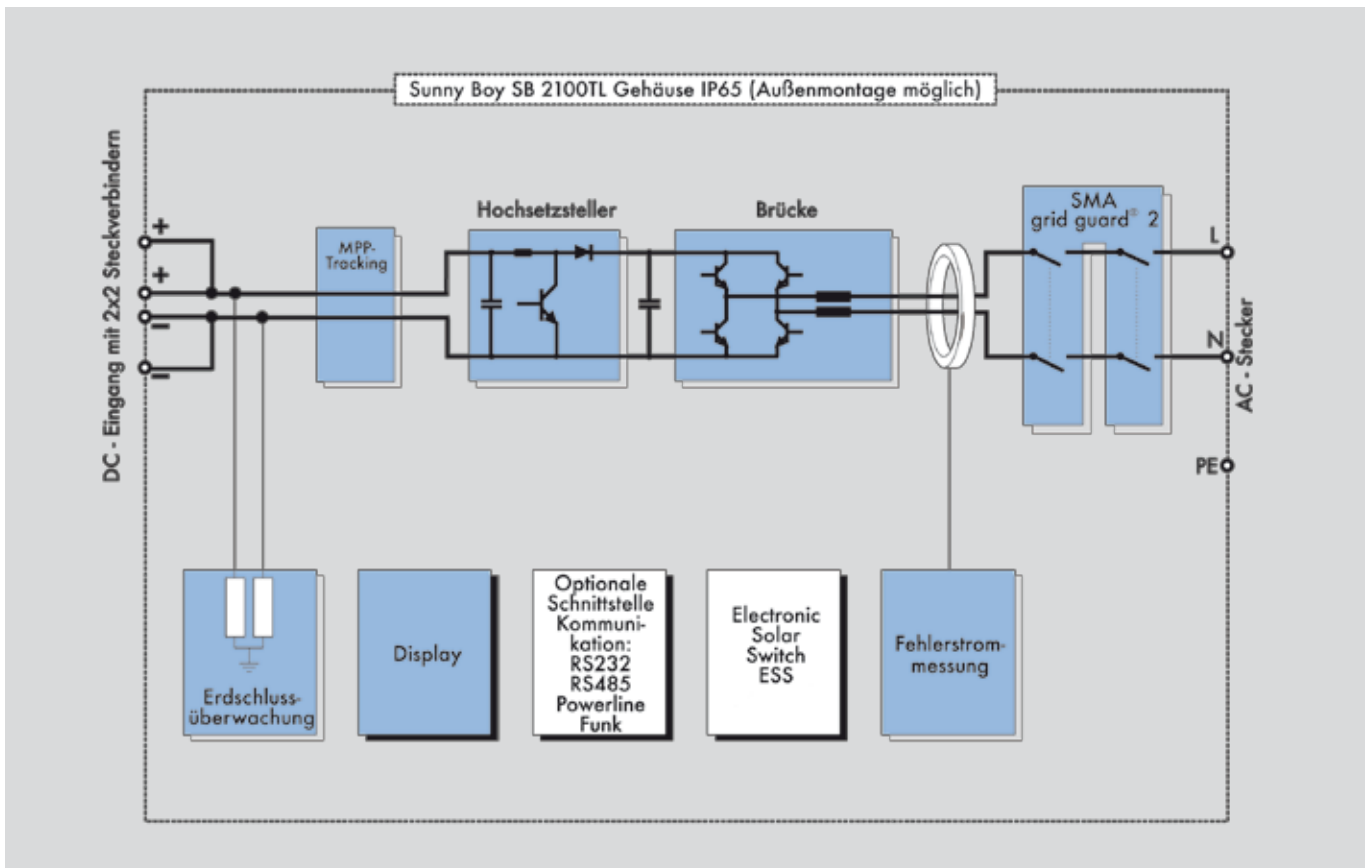 Sunny Boy SB 2100TL Gehäuse IP65 (Außenmontage möglich)
DC - Eingang mit 2x2 Steckverbindern
+
+
–
–
MPP-
Tracking
Hochsetzsteller
Brücke
SMA
grid guard® 2
L
N
AC - Stecker
PE
Erdschluss-
überwachung
Display
Optionale
Schnittstelle
Kommuni-
kation:
RS232
RS485
Powerline
Funk
Electronic
Solar
Switch
ESS
Fehlerstrom-
messung